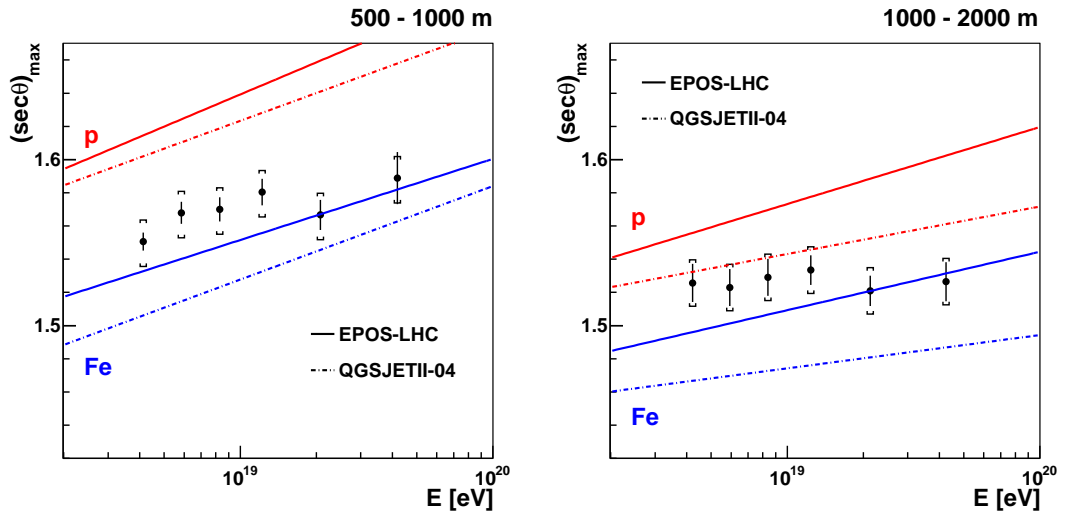 500 - 1000 m
(secθ)max
p
1.6
1.5
Fe
EPOS-LHC
QGSJETII-04
10^19
10^20
E [eV]
1000 - 2000 m
(secθ)max
EPOS-LHC
QGSJETII-04
1.6
p
1.5
Fe
10^19
10^20
E [eV]